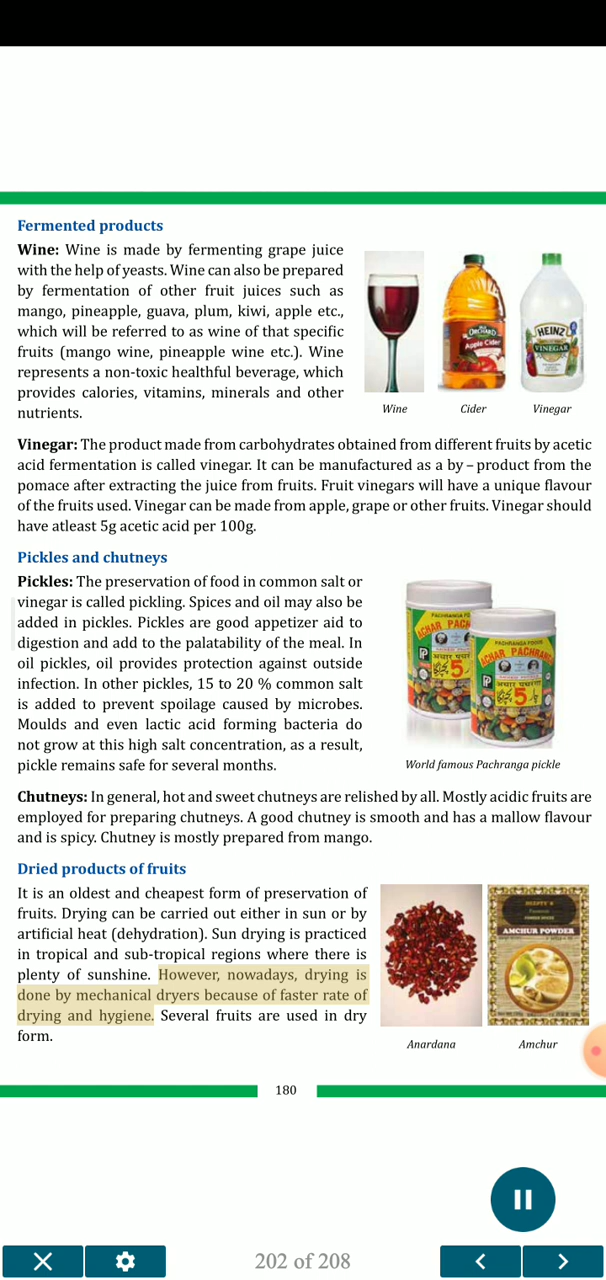 Fermented products
Wine: Wine is made by fermenting grape juice
with the help of yeasts. Wine can also be prepared
by fermentation of other fruit juices such as
mango, pineapple, guava, plum, kiwi, apple etc.,
which will be referred to as wine of that specific
fruits (mango wine, pineapple wine etc.). Wine
represents a non-toxic healthful beverage, which
provides calories, vitamins, minerals and other
nutrients.
ORCHARD
Apple Cider
HEINZ
VINEGAR
Wine
Cider
Vinegar
Vinegar: The product made from carbohydrates obtained from different fruits by acetic
acid fermentation is called vinegar. It can be manufactured as a by – product from the
pomace after extracting the juice from fruits. Fruit vinegars will have a unique flavour
of the fruits used. Vinegar can be made from apple, grape or other fruits. Vinegar should
have atleast 5g acetic acid per 100g.
Pickles and chutneys
Pickles: The preservation of food in common salt or
vinegar is called pickling. Spices and oil may also be
added in pickles. Pickles are good appetizer aid to
digestion and add to the palatability of the meal. In
oil pickles, oil provides protection against outside
infection. In other pickles, 15 to 20 % common salt
is added to prevent spoilage caused by microbes.
Moulds and even lactic acid forming bacteria do
not grow at this high salt concentration, as a result,
pickle remains safe for several months.
PACHRANGA FOODS
ACHAR PACHRANGA
5
World famous Pachranga pickle
Chutneys: In general, hot and sweet chutneys are relished by all. Mostly acidic fruits are
employed for preparing chutneys. A good chutney is smooth and has a mallow flavour
and is spicy. Chutney is mostly prepared from mango.
Dried products of fruits
It is an oldest and cheapest form of preservation of
fruits. Drying can be carried out either in sun or by
artificial heat (dehydration). Sun drying is practiced
in tropical and sub-tropical regions where there is
plenty of sunshine. However, nowadays, drying is
done by mechanical dryers because of faster rate of
drying and hygiene. Several fruits are used in dry
form.
AMCHUR POWDER
Anardana
Amchur
180
202 of 208